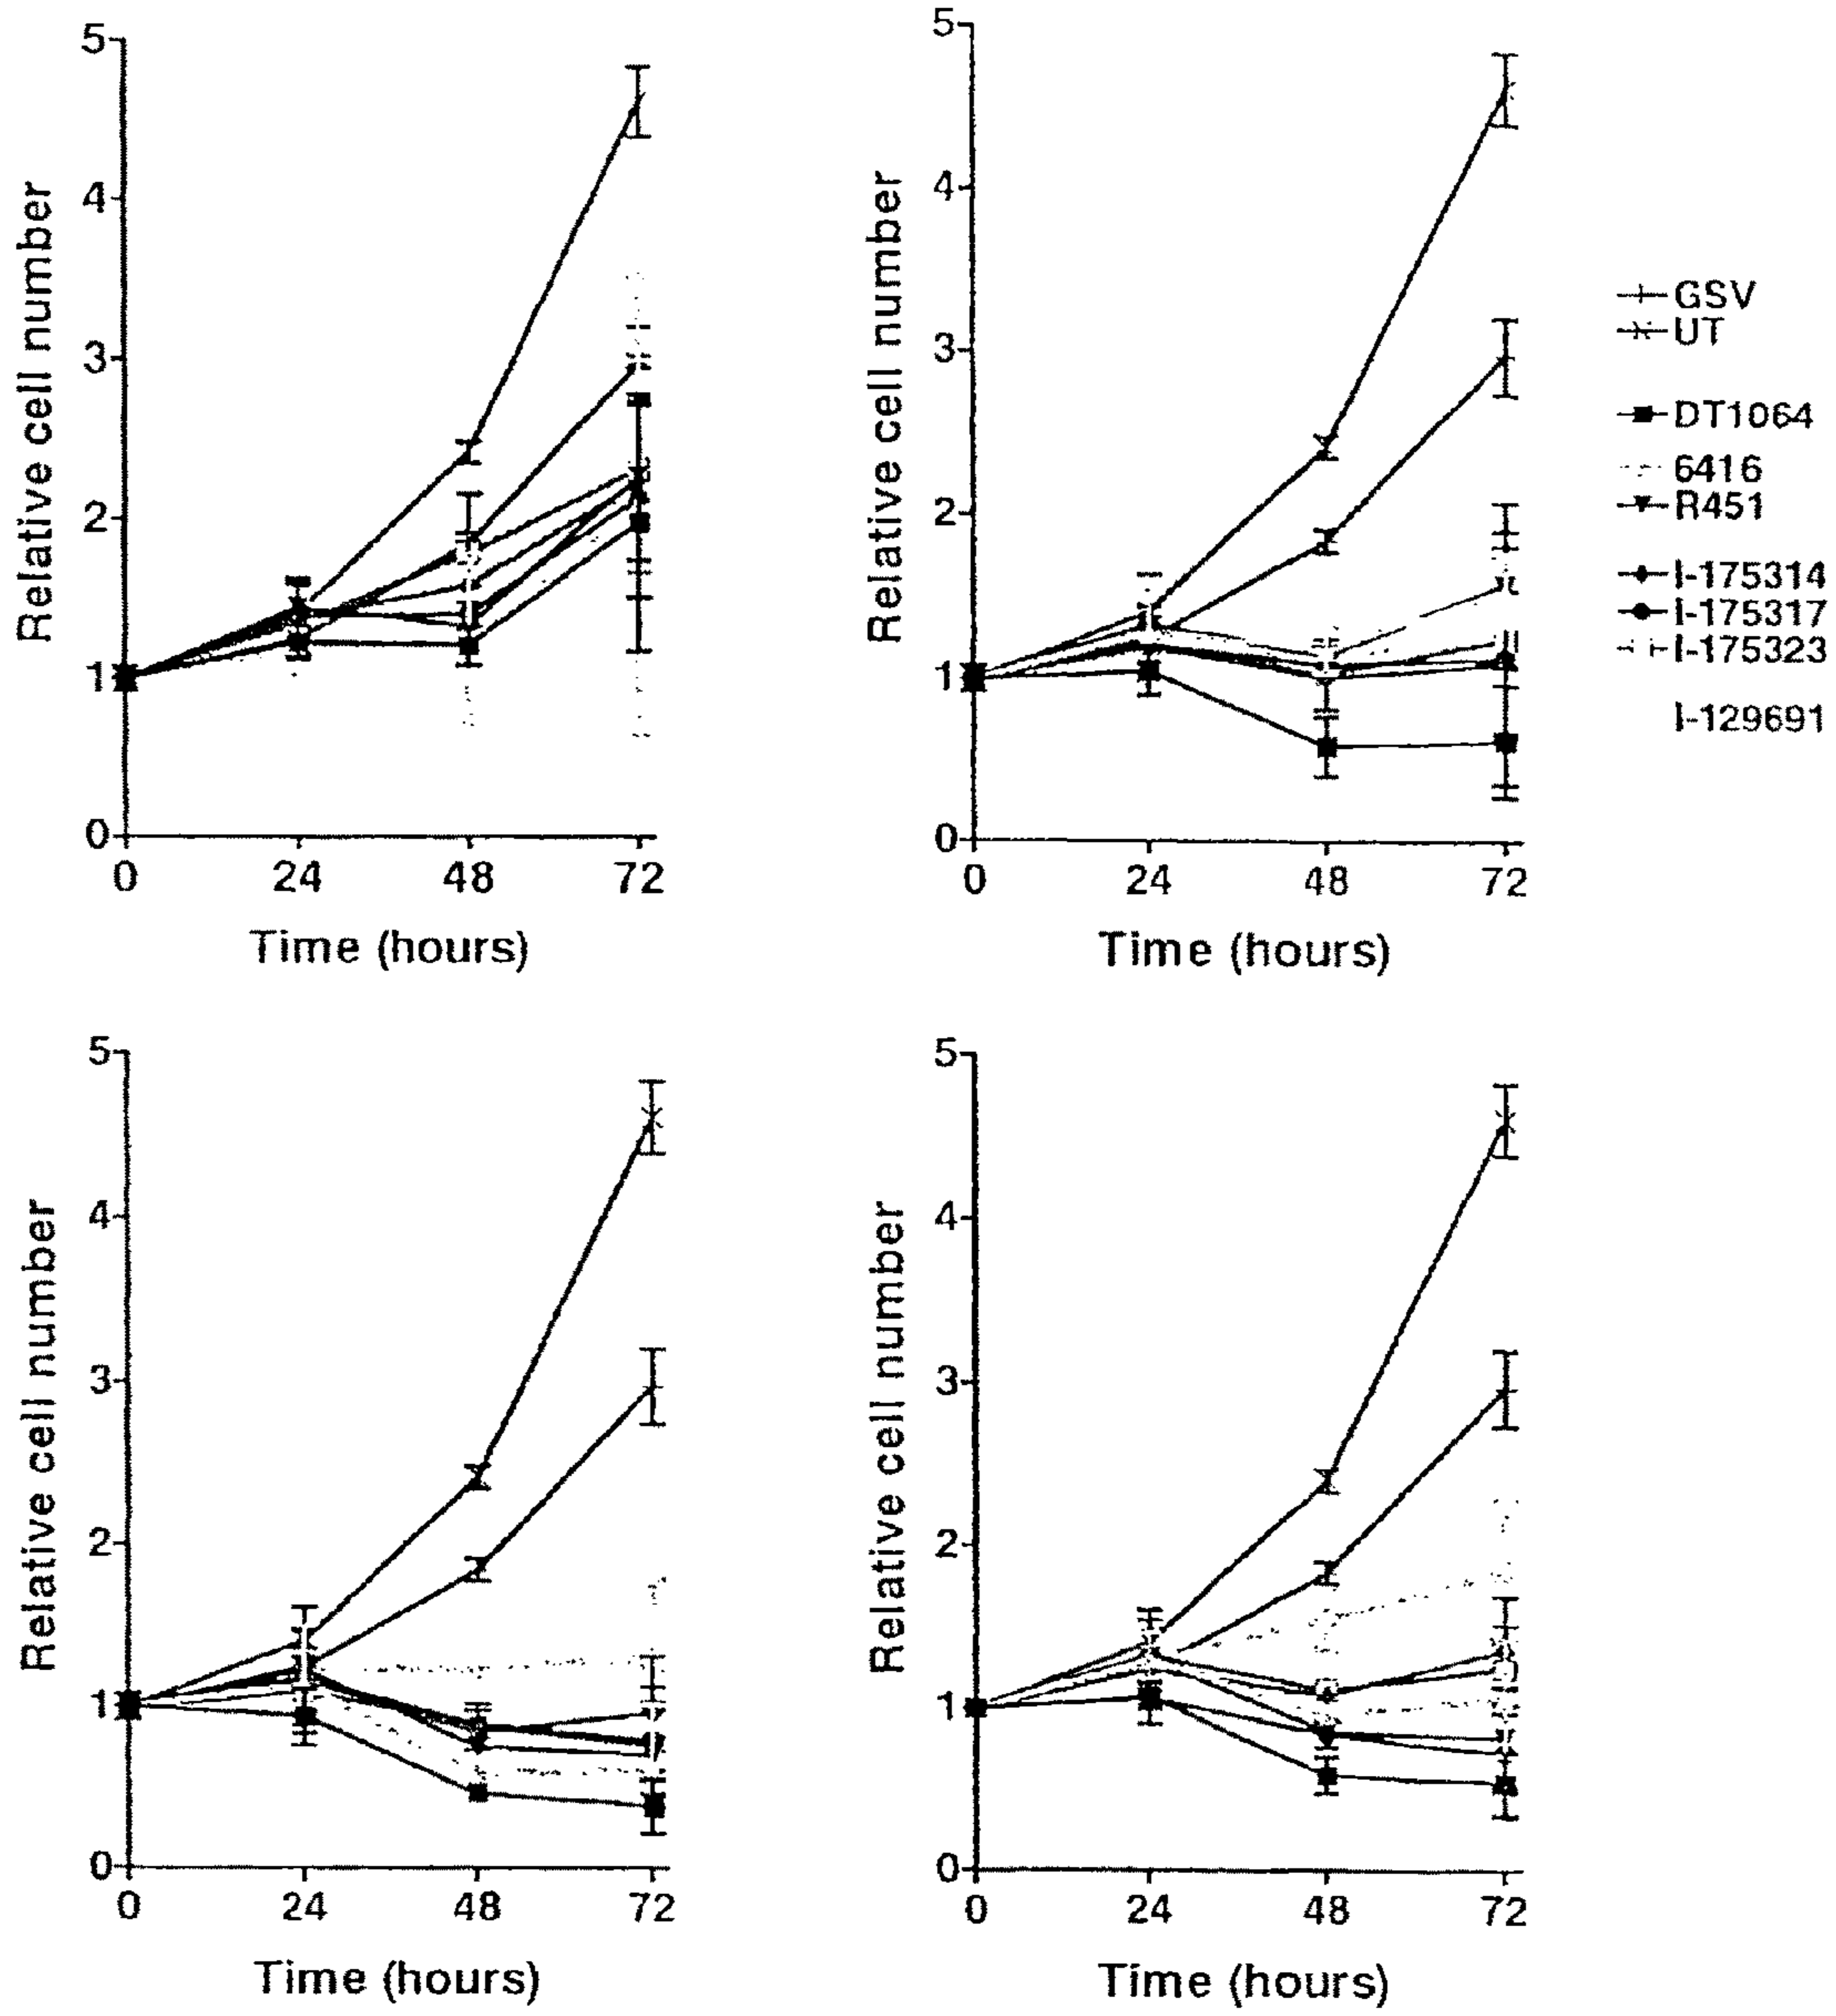 Relative cell number
5
4
3
2
1
0
0 24 48 72
Time (hours)
Relative cell number
5
4
3
2
1
0
0 24 48 72
Time (hours)
GSV
UT
DT1064
6416
R451
I-175314
I-175317
I-175323
I-129691
Relative cell number
5
4
3
2
1
0
0 24 48 72
Time (hours)
Relative cell number
5
4
3
2
1
0
0 24 48 72
Time (hours)